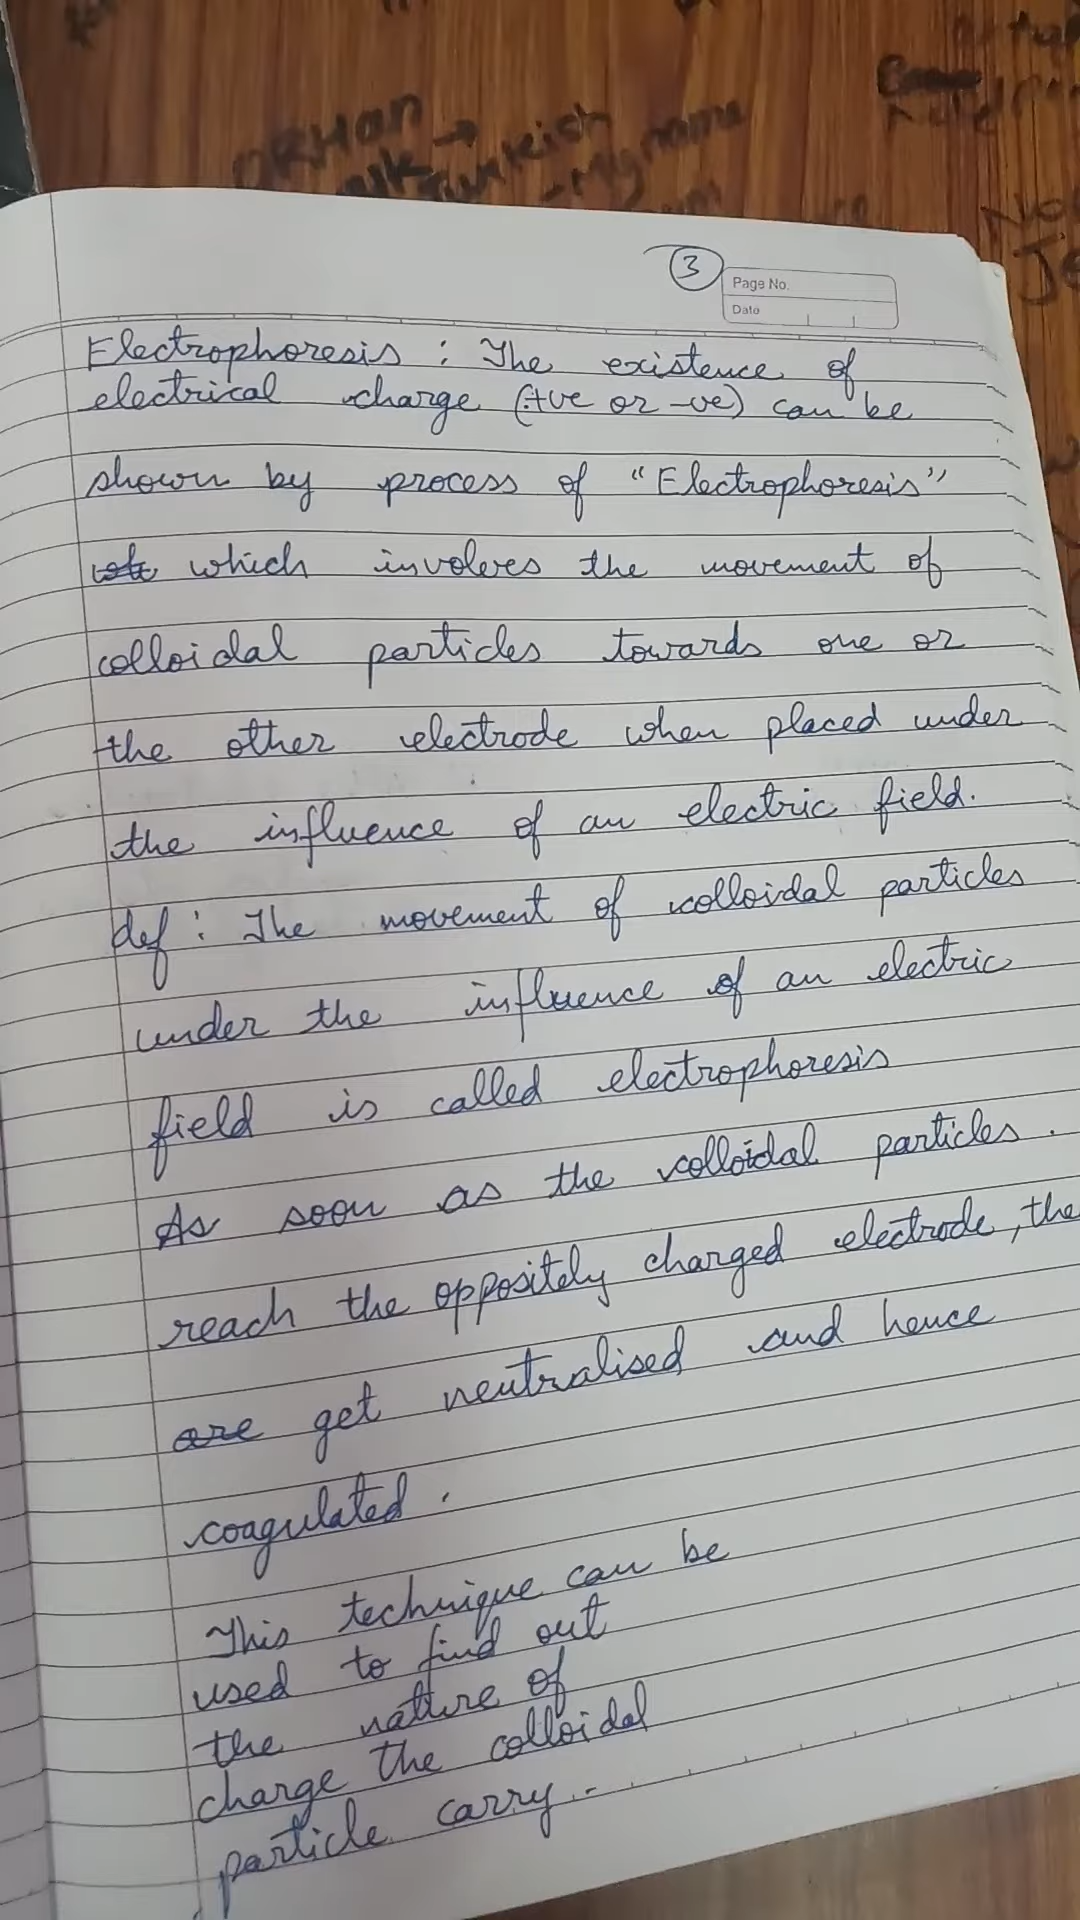 ORHan
Turkish
-My name
3
Page No.
Date
Electrophoresis : The existence of
electrical charge (+ve or -ve) can be
shown by process of "Electrophoresis"
which involves the movement of
colloidal particles towards one or
the other electrode when placed under
the influence of an electric field.
def : The movement of colloidal particles
under the influence of an electric
field is called electrophoresis
As soon as the colloidal particles.
reach the oppositely charged electrode, the
are get neutralised and hence
coagulated.
This technique can be
used to find out
the nature of
charge the colloidal
particle carry.